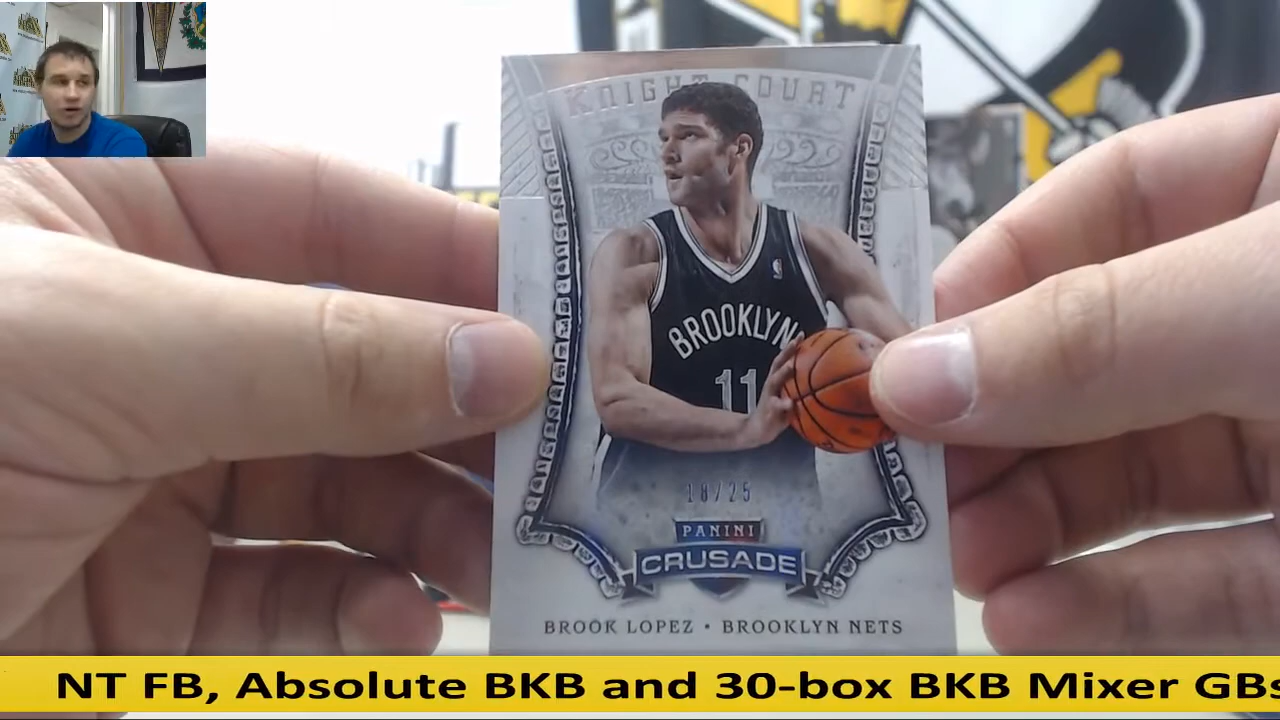 KNIGHT COURT
BROOKLYN
11
18/25
PANINI
CRUSADE
BROOK LOPEZ • BROOKLYN NETS
NT FB, Absolute BKB and 30-box BKB Mixer GBs